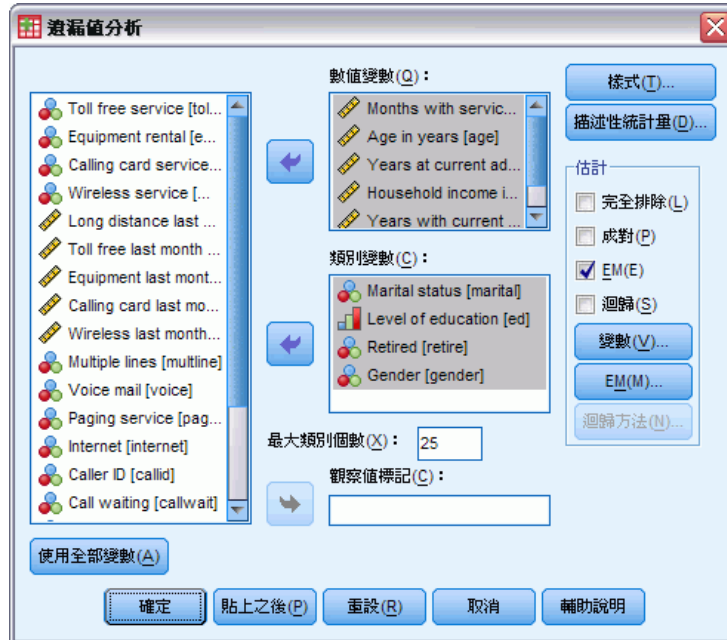 遺漏值分析
Toll free service [tol...
Equipment rental [e...
Calling card service...
Wireless service [...
Long distance last ...
Toll free last month ...
Equipment last mont...
Calling card last mo...
Wireless last month...
Multiple lines [multline]
Voice mail [voice]
Paging service [pag...
Internet [internet]
Caller ID [callid]
Call waiting [callwait]
使用全部變數(A)
數值變數(Q)：
Months with servic...
Age in years [age]
Years at current ad...
Household income i...
Years with current ...
類別變數(C)：
Marital status [marital]
Level of education [ed]
Retired [retire]
Gender [gender]
最大類別個數(X)：
25
觀察值標記(C)：
樣式(T)...
描述性統計量(D)...
估計
完全排除(L)
成對(P)
EM(E)
迴歸(S)
變數(V)...
EM(M)...
迴歸方法(N)...
確定
貼上之後(P)
重設(R)
取消
輔助說明